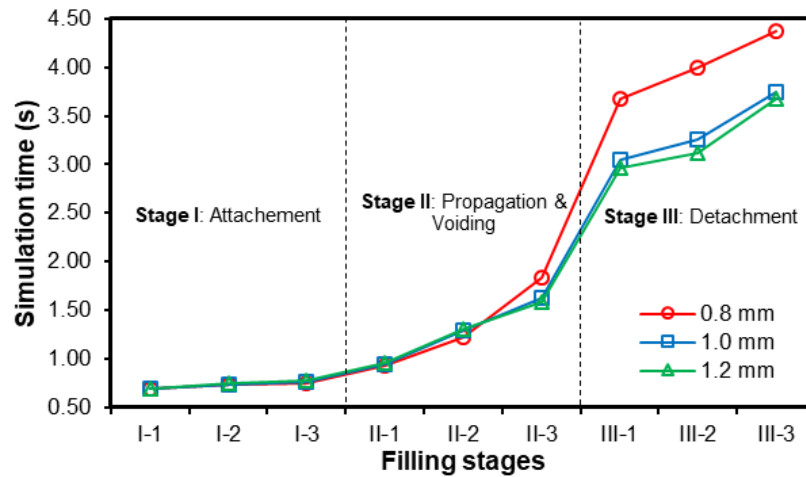 4.50
4.00
3.50
3.00
2.50
2.00
1.50
1.00
0.50
Simulation time (s)
Stage I: Attachement
Stage II: Propagation &
Voiding
Stage III: Detachment
0.8 mm
1.0 mm
1.2 mm
I-1 I-2 I-3 II-1 II-2 II-3 III-1 III-2 III-3
Filling stages